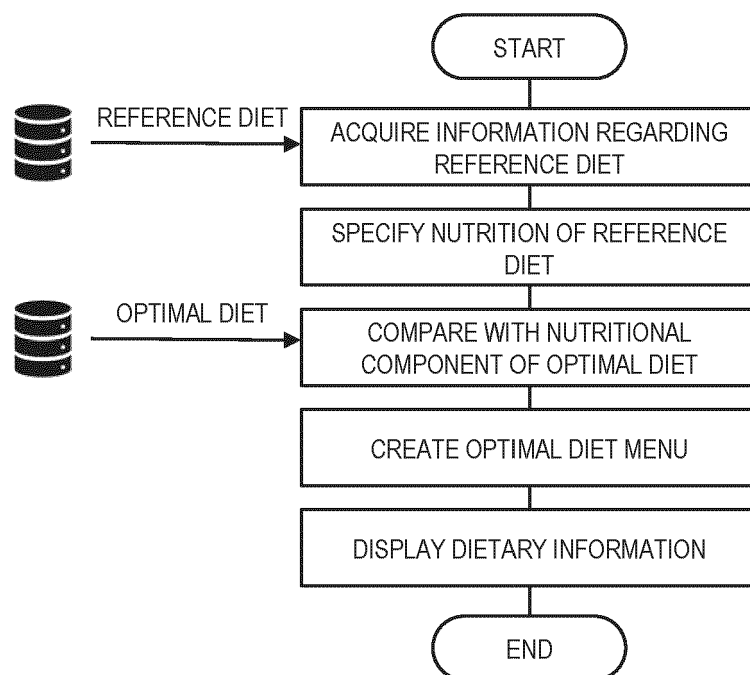 START
REFERENCE DIET
ACQUIRE INFORMATION REGARDING
REFERENCE DIET
SPECIFY NUTRITION OF REFERENCE
DIET
OPTIMAL DIET
COMPARE WITH NUTRITIONAL
COMPONENT OF OPTIMAL DIET
CREATE OPTIMAL DIET MENU
DISPLAY DIETARY INFORMATION
END